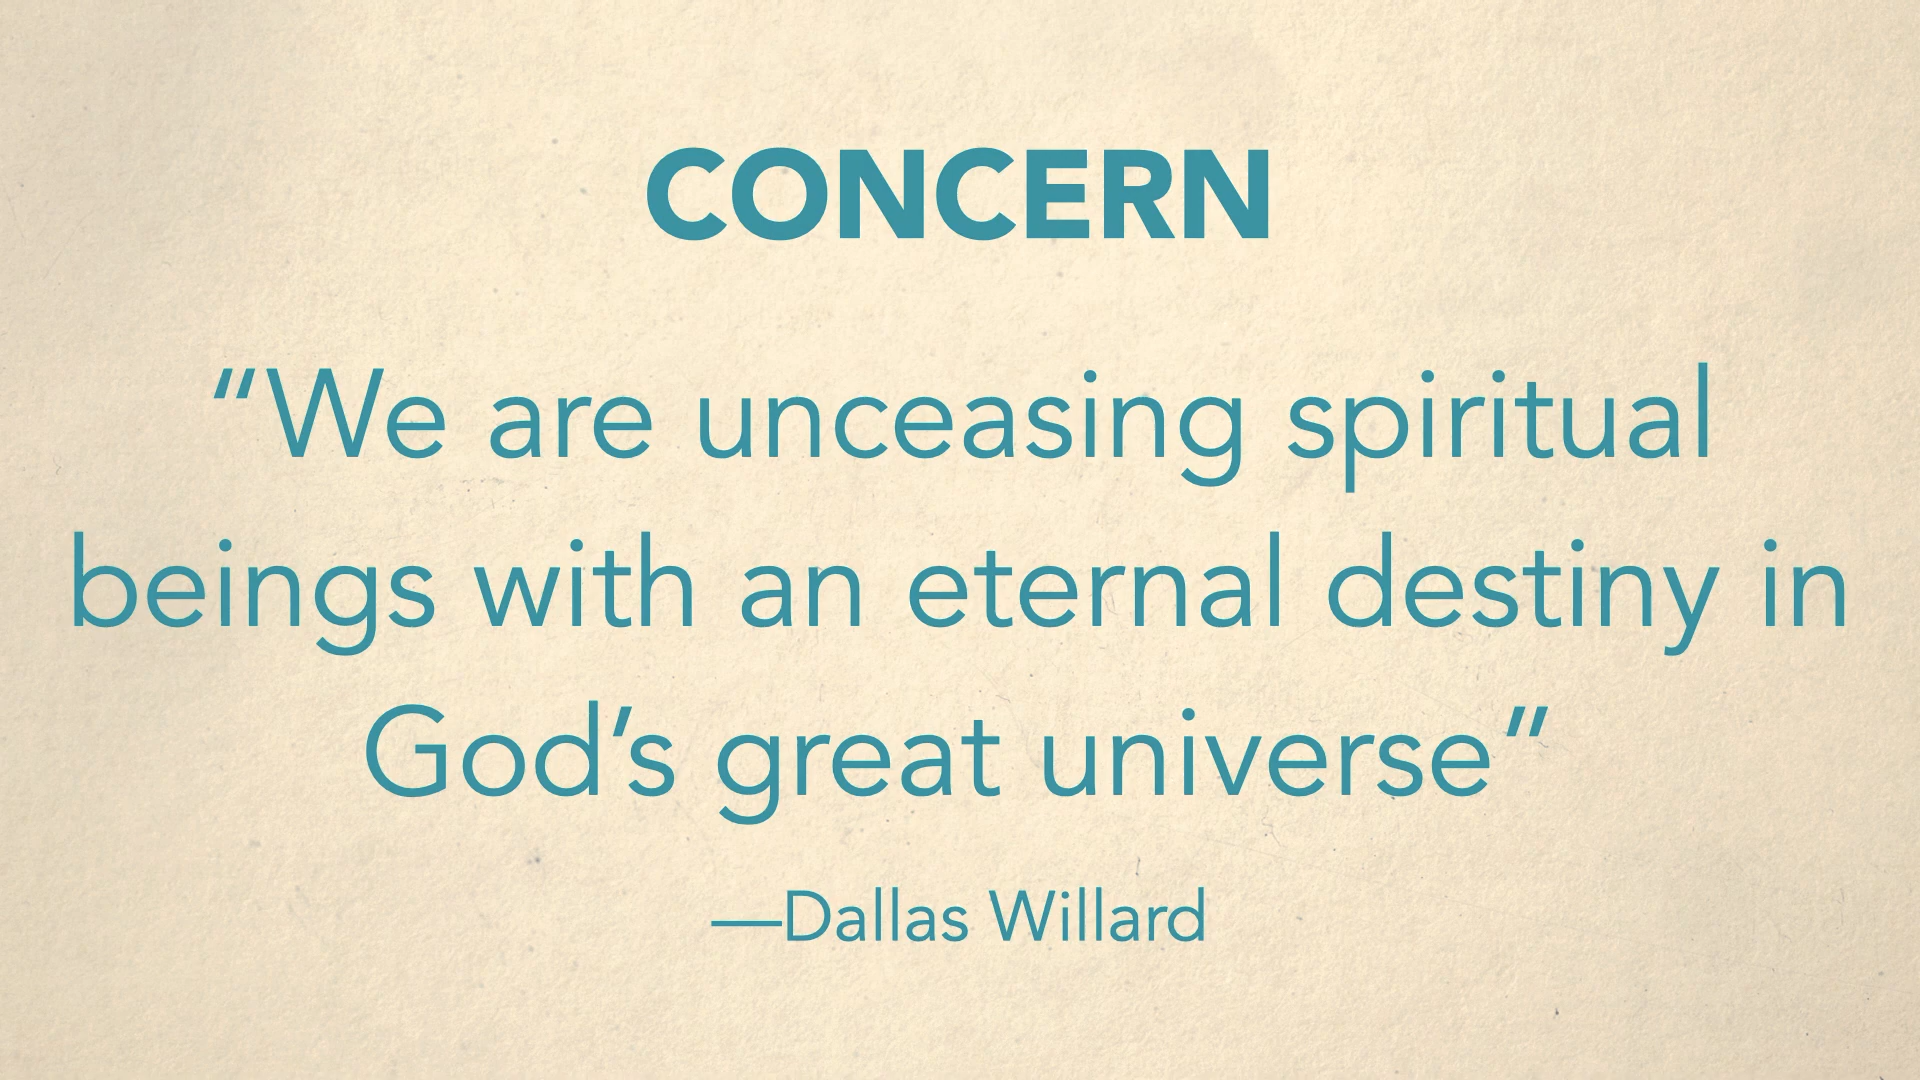 CONCERN
“We are unceasing spiritual
beings with an eternal destiny in
God’s great universe”
—Dallas Willard